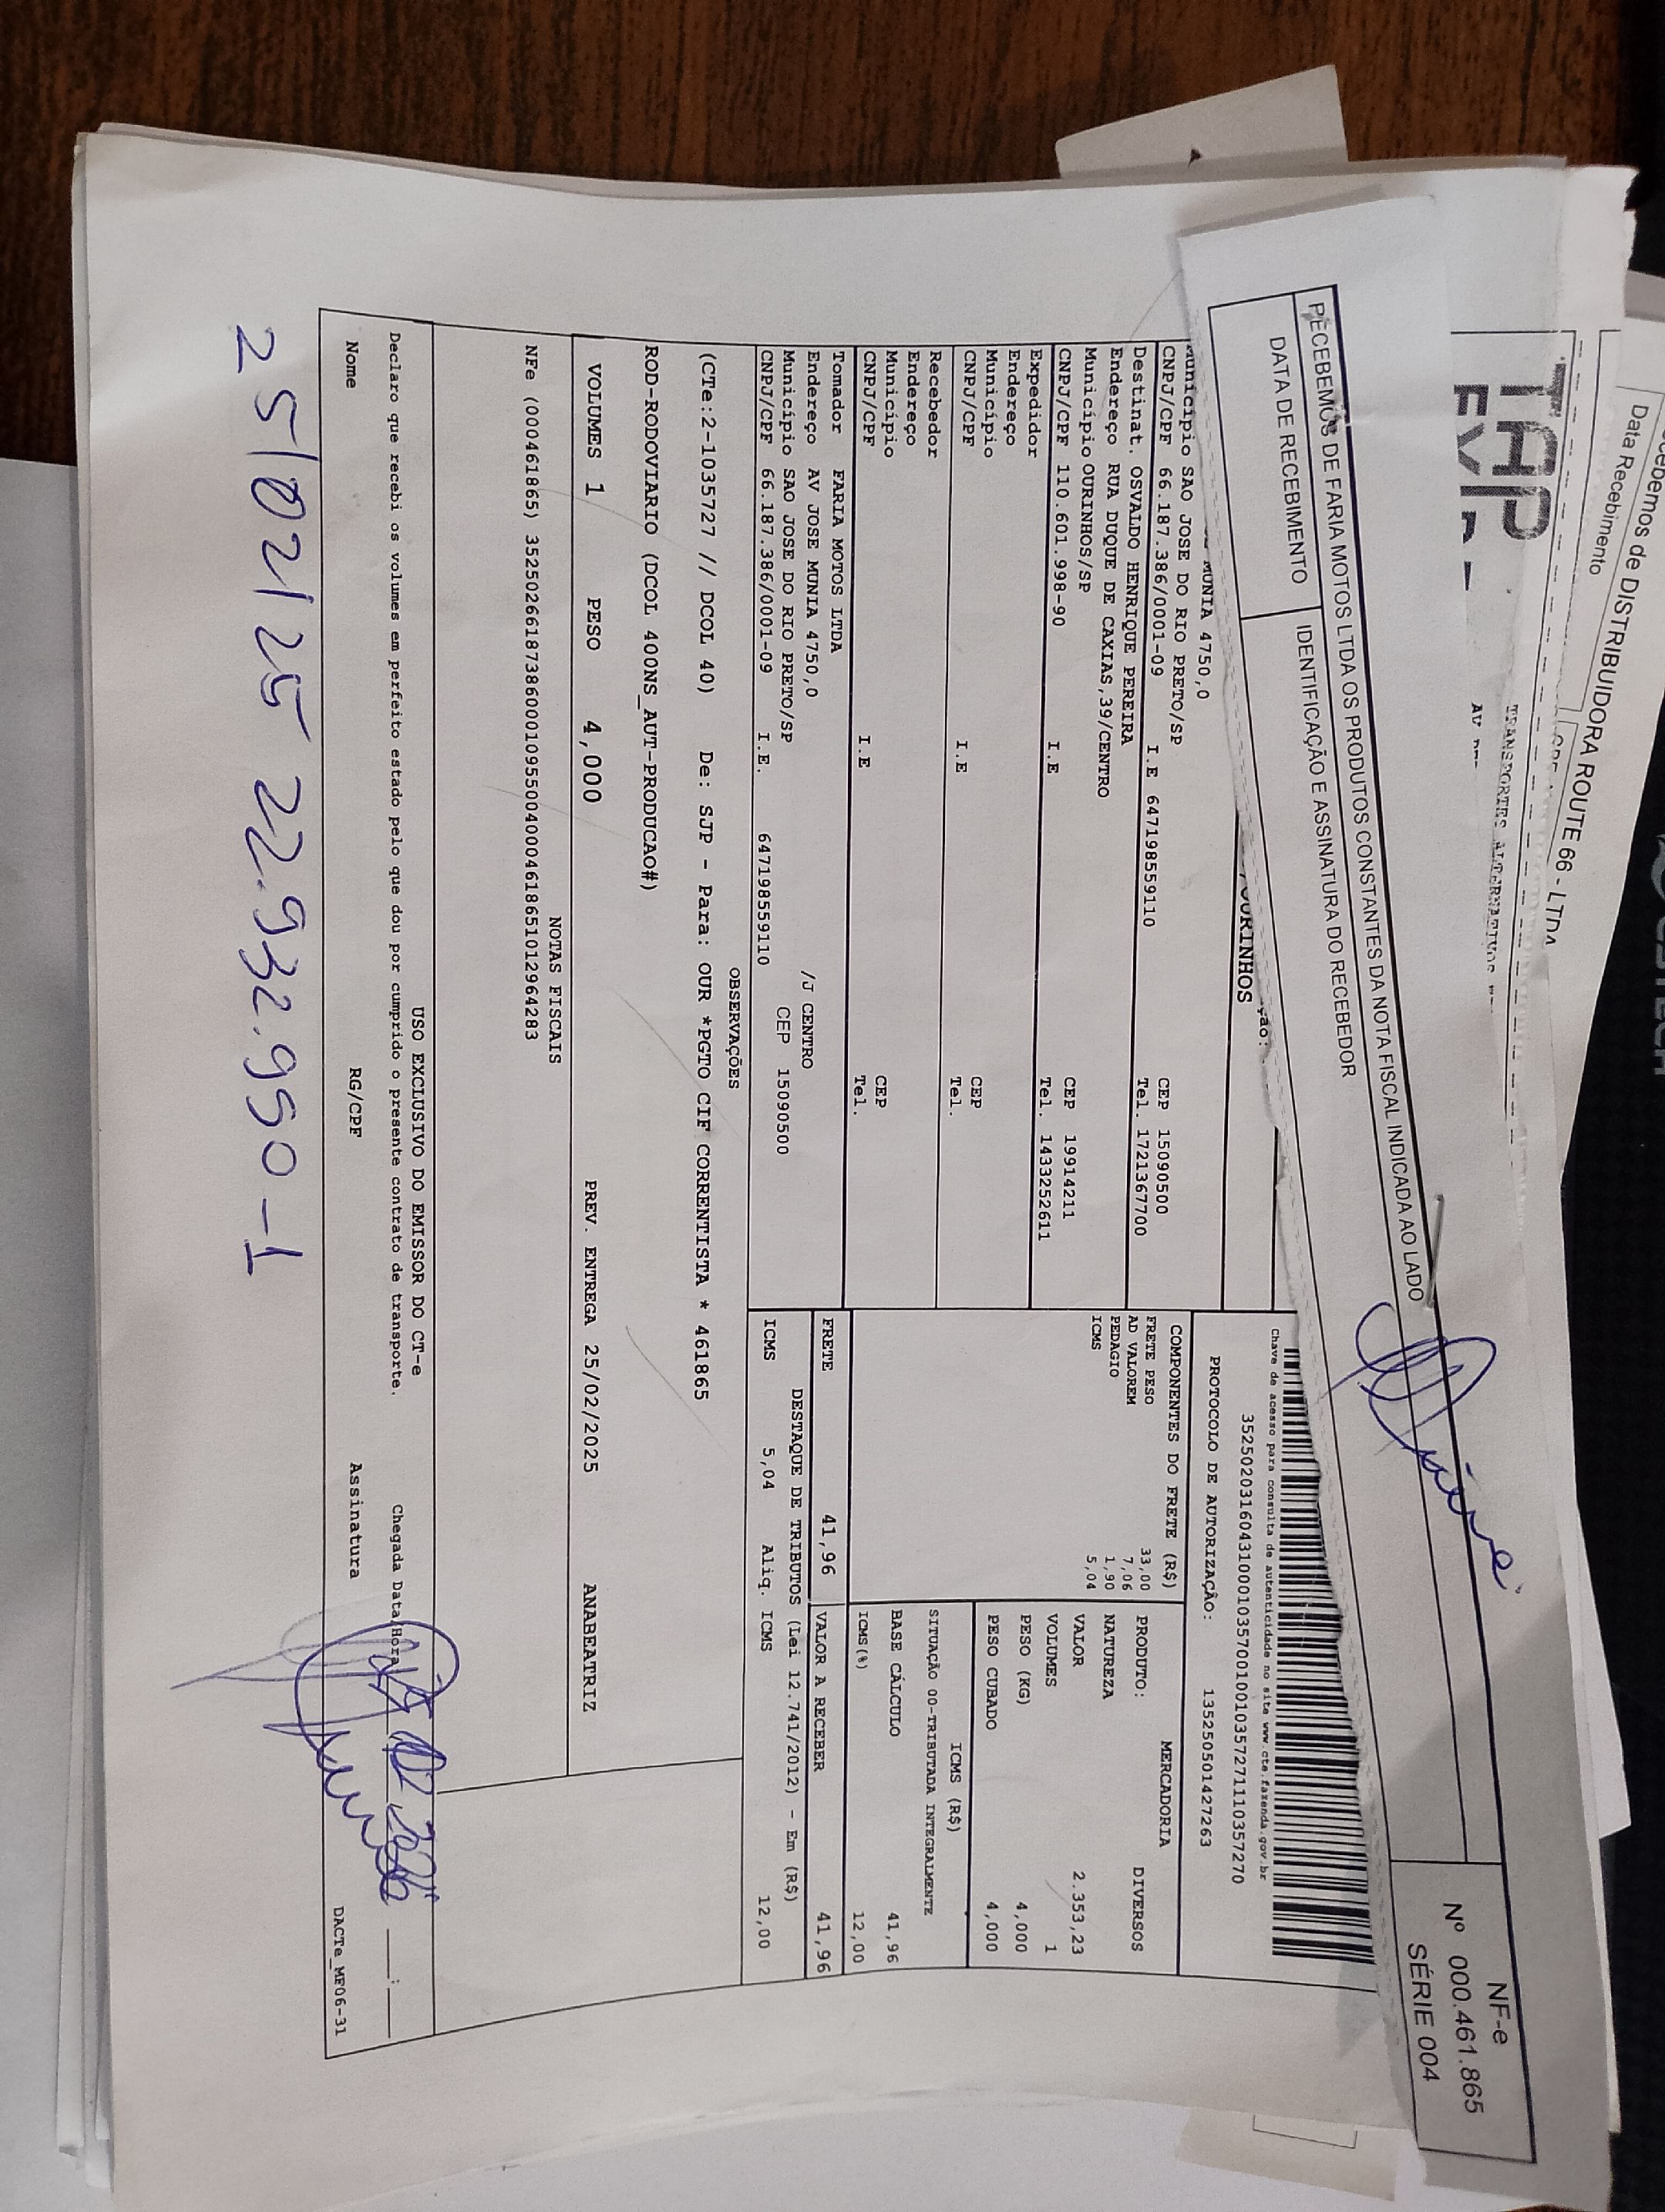 cebemos de DISTRIBUIDORA ROUTE 66 - LTDA
Data Recebimento
TAP
TRANSPORTES ALTERNATIVOS
AV
RECEBEMOS DE FARIA MOTOS LTDA OS PRODUTOS CONSTANTES DA NOTA FISCAL INDICADA AO LADO
DATA DE RECEBIMENTO
IDENTIFICAÇÃO E ASSINATURA DO RECEBEDOR
NF-e
Nº 000.461.865
SÉRIE 004
OURINHOS
Chave de acesso para consulta de autenticidade no site www.cte.fazenda.gov.br
35250203160431000103570010010357271110357270
PROTOCOLO DE AUTORIZAÇÃO: 135250501427263
MUNIA 4750,0
Município SAO JOSE DO RIO PRETO/SP CEP 15090500
CNPJ/CPF 66.187.386/0001-09 I.E 647198559110 Tel. 1721367700
Destinat. OSVALDO HENRIQUE PEREIRA
Endereço RUA DUQUE DE CAXIAS,39/CENTRO
Município OURINHOS/SP CEP 19914211
CNPJ/CPF 110.601.998-90 I.E Tel. 1433252611
Expedidor
Endereço
Município CEP
CNPJ/CPF I.E Tel.
Recebedor
Endereço
Município CEP
CNPJ/CPF I.E Tel.
Tomador FARIA MOTOS LTDA
Endereço AV JOSE MUNIA 4750,0 /J CENTRO
Município SAO JOSE DO RIO PRETO/SP CEP 15090500
CNPJ/CPF 66.187.386/0001-09 I.E. 647198559110
COMPONENTES DO FRETE (R$)
FRETE PESO 33,00
AD VALOREM 7,06
PEDAGIO 1,90
ICMS 5,04
MERCADORIA
PRODUTO: DIVERSOS
NATUREZA
VALOR 2.353,23
VOLUMES 1
PESO (KG) 4,000
PESO CUBADO 4,000
ICMS (R$)
SITUAÇÃO 00-TRIBUTADA INTEGRALMENTE
BASE CÁLCULO 41,96
ICMS(%) 12,00
FRETE 41,96
VALOR A RECEBER 41,96
DESTAQUE DE TRIBUTOS (Lei 12.741/2012) - Em (R$)
ICMS 5,04 Aliq. ICMS 12,00
OBSERVAÇÕES
(CTe:2-1035727 // DCOL 40) De: SJP - Para: OUR *PGTO CIF CORRENTISTA * 461865
ROD-RODOVIARIO (DCOL 400NS_AUT-PRODUCAO#)
VOLUMES 1 PESO 4,000 PREV. ENTREGA 25/02/2025 ANABEATRIZ
NOTAS FISCAIS
NFe (000461865) 35250266187386000109550040004618651012964283
USO EXCLUSIVO DO EMISSOR DO CT-e
Declaro que recebi os volumes em perfeito estado pelo que dou por cumprido o presente contrato de transporte. Chegada Data/Hora
Nome RG/CPF Assinatura
DACTe_MF06-31
25/02/25 22.932.950-1